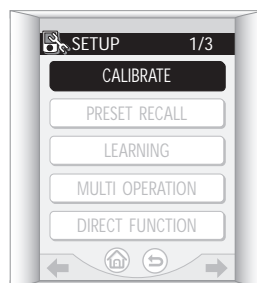 SETUP 1/3
CALIBRATE
PRESET RECALL
LEARNING
MULTI OPERATION
DIRECT FUNCTION